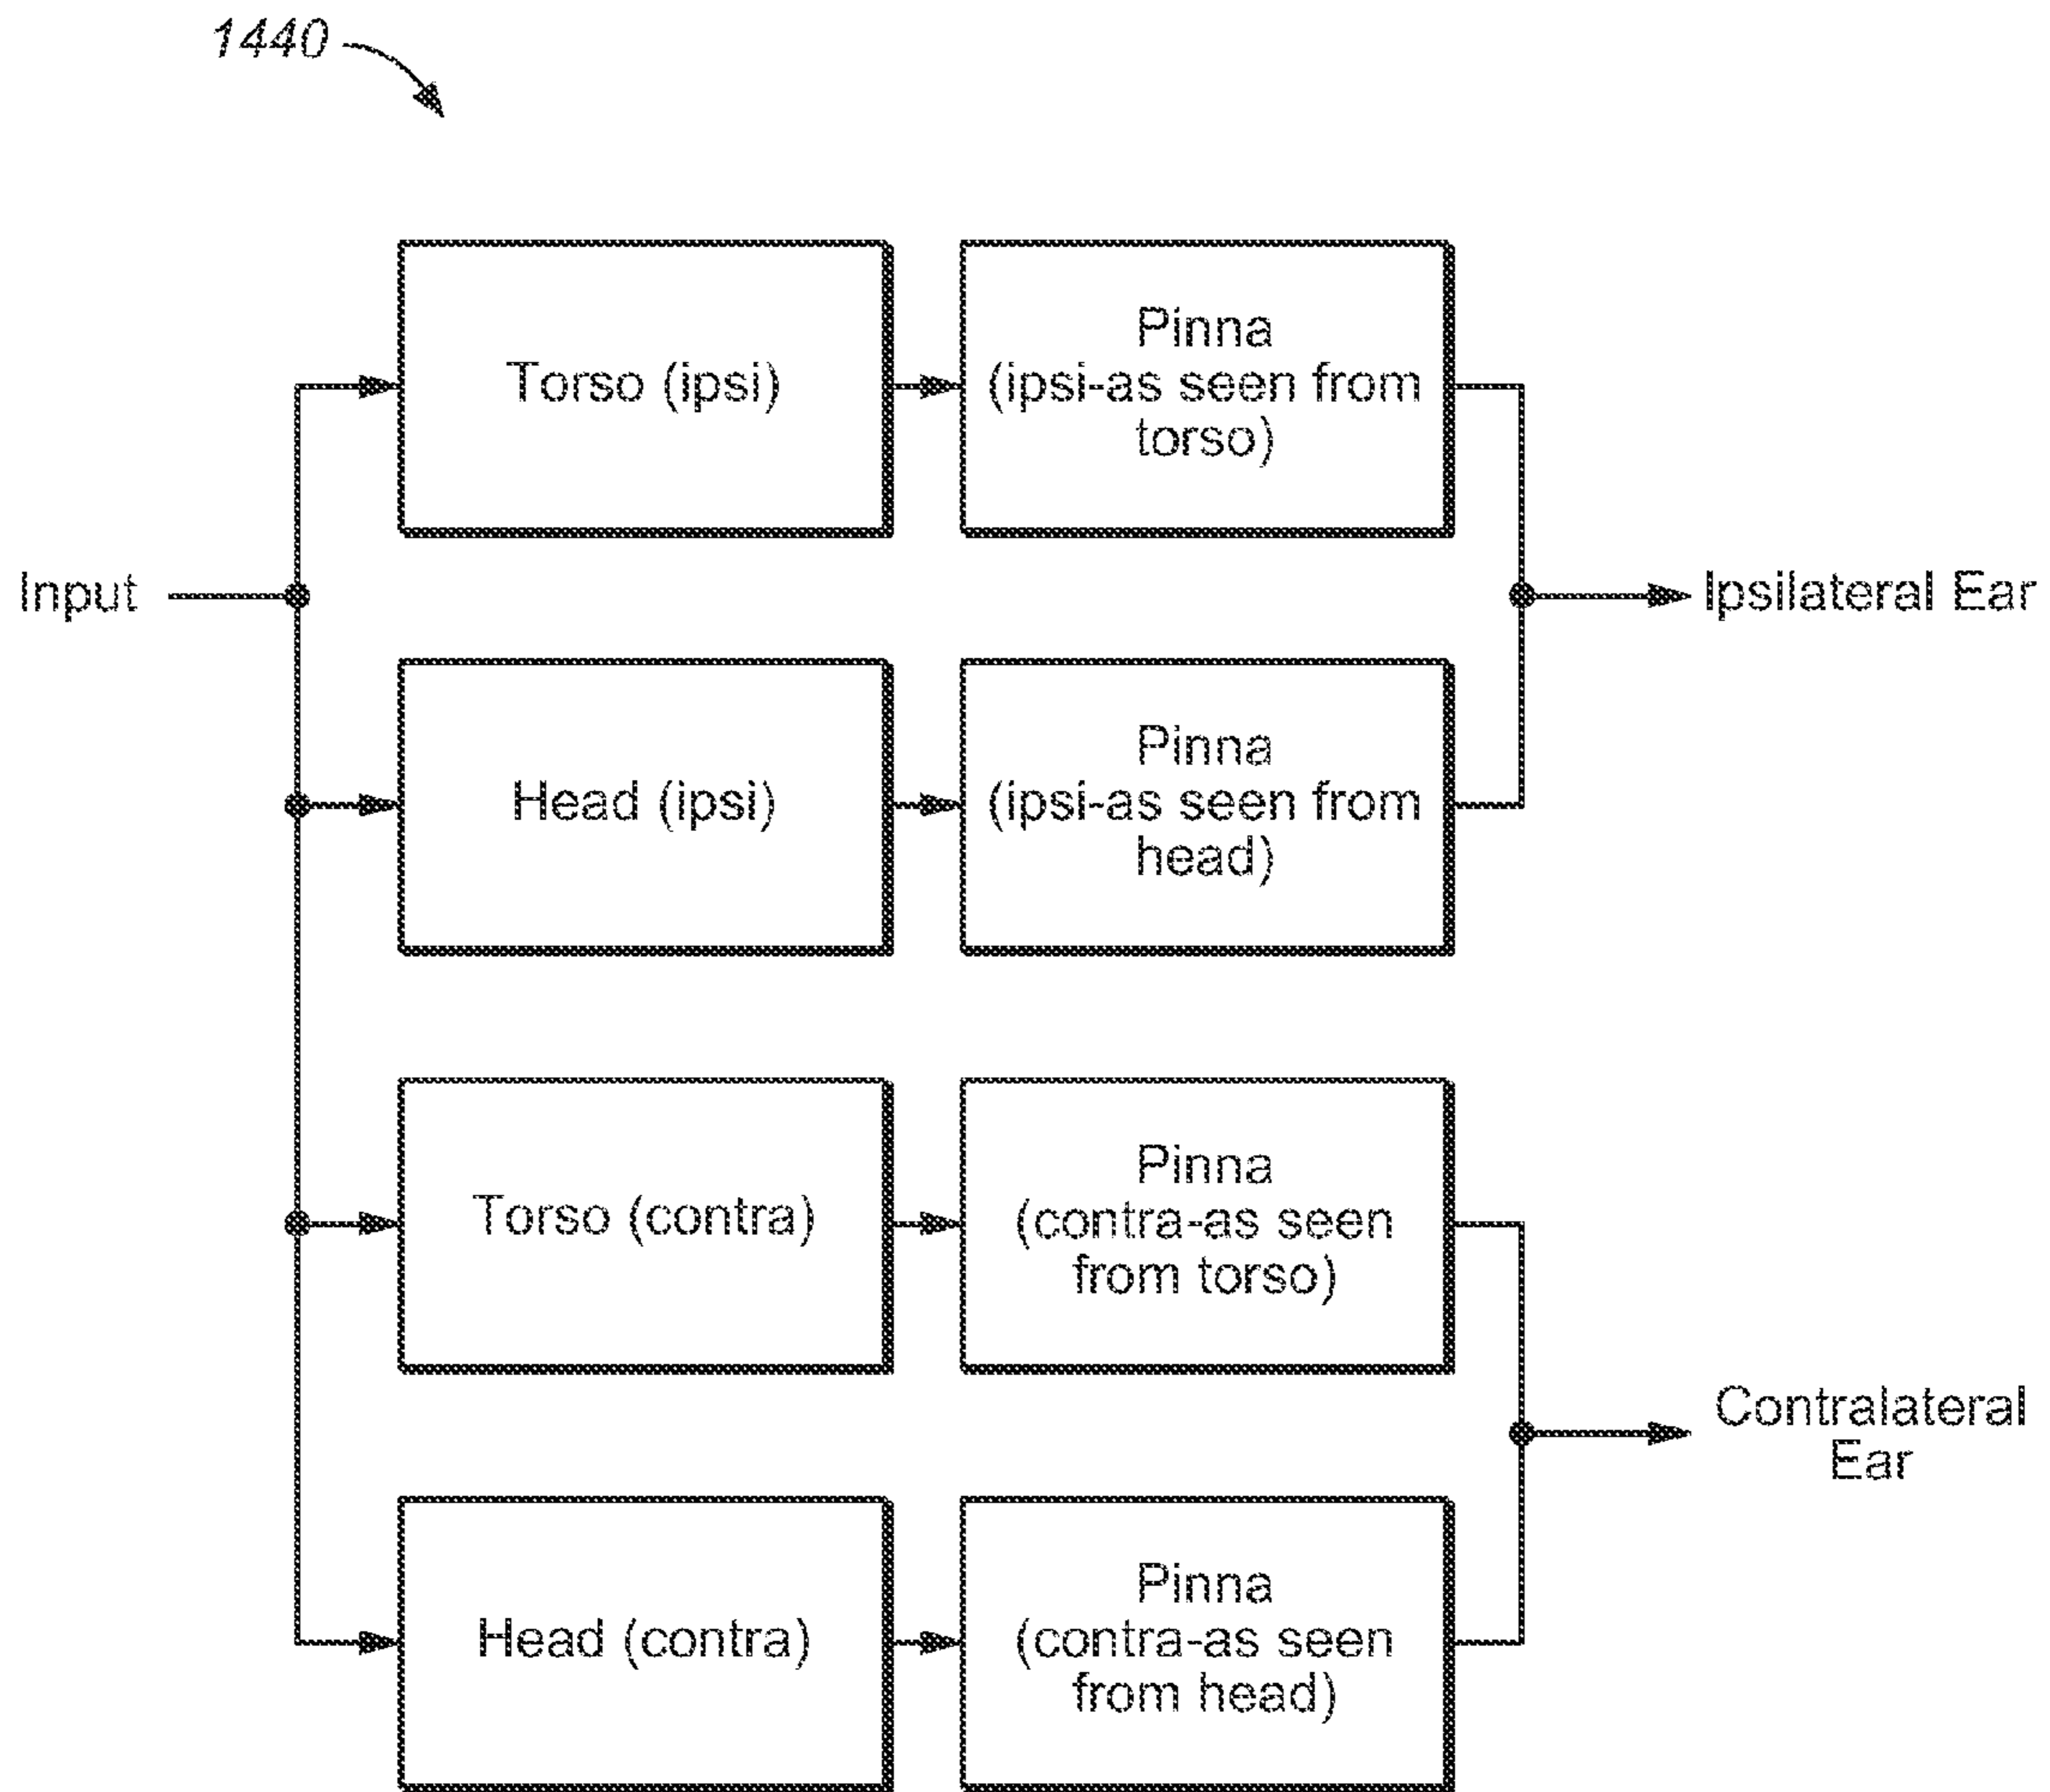 1440
Torso (ipsi)
Pinna
(ipsi-as seen from
torso)
Input
Ipsilateral Ear
Head (ipsi)
Pinna
(ipsi-as seen from
head)
Torso (contra)
Pinna
(contra-as seen
from torso)
Contralateral
Ear
Head (contra)
Pinna
(contra-as seen
from head)